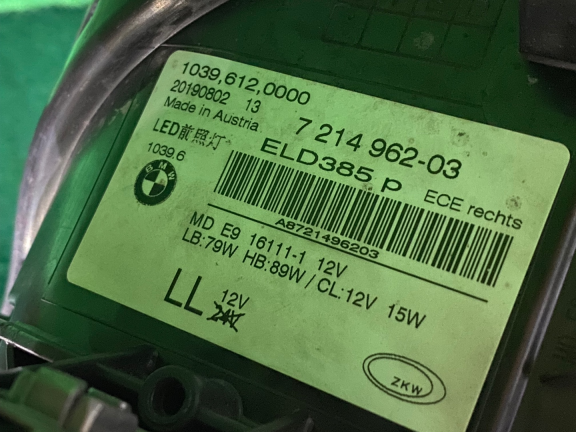 1039,612,0000
20190802 13
Made in Austria
7 214 962-03
LED前照灯
ELD385 P
ECE rechts
1039 6
BMW
A8721496203
MD E9 16111-1 12V
LB:79W HB:89W / CL:12V 15W
LL 12V
24V
ZKW